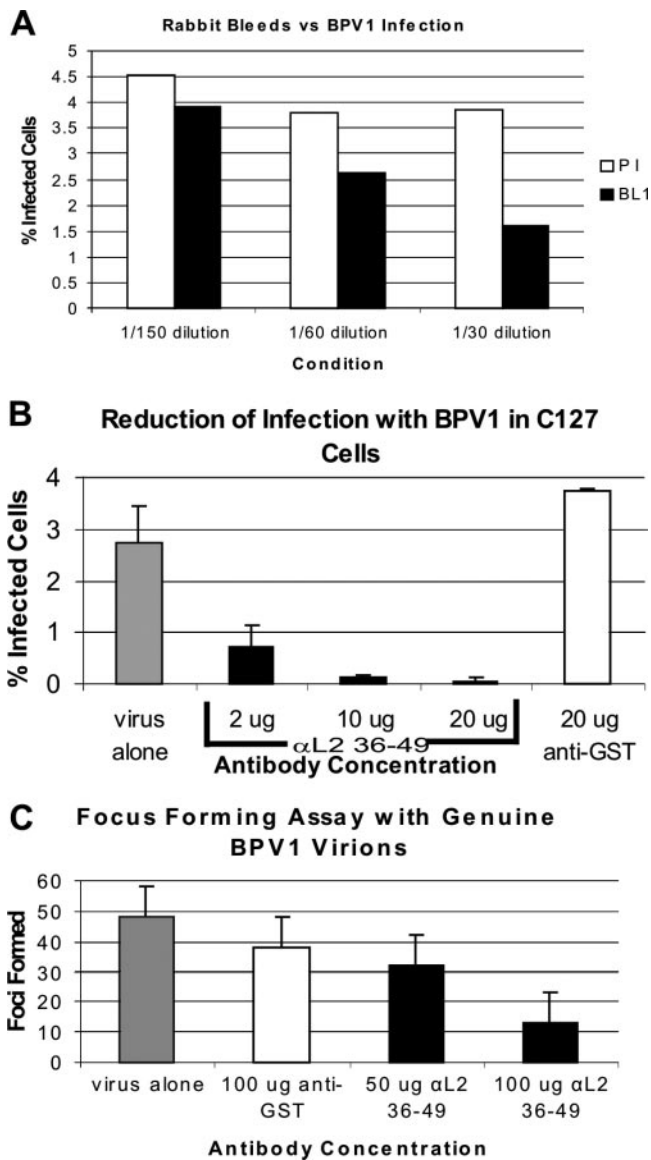 A
Rabbit Bleeds vs BPV1 Infection
% Infected Cells
5
4.5
4
3.5
3
2.5
2
1.5
1
0.5
0
1/150 dilution 1/60 dilution 1/30 dilution
Condition
P I
BL1
B
Reduction of Infection with BPV1 in C127
Cells
% Infected Cells
4
3
2
1
0
virus alone
2 ug 10 ug 20 ug
αL2 36-49
20 ug anti-GST
Antibody Concentration
C
Focus Forming Assay with Genuine
BPV1 Virions
Foci Formed
60
50
40
30
20
10
0
virus alone
100 ug anti-
GST
50 ug αL2
36-49
100 ug αL2
36-49
Antibody Concentration